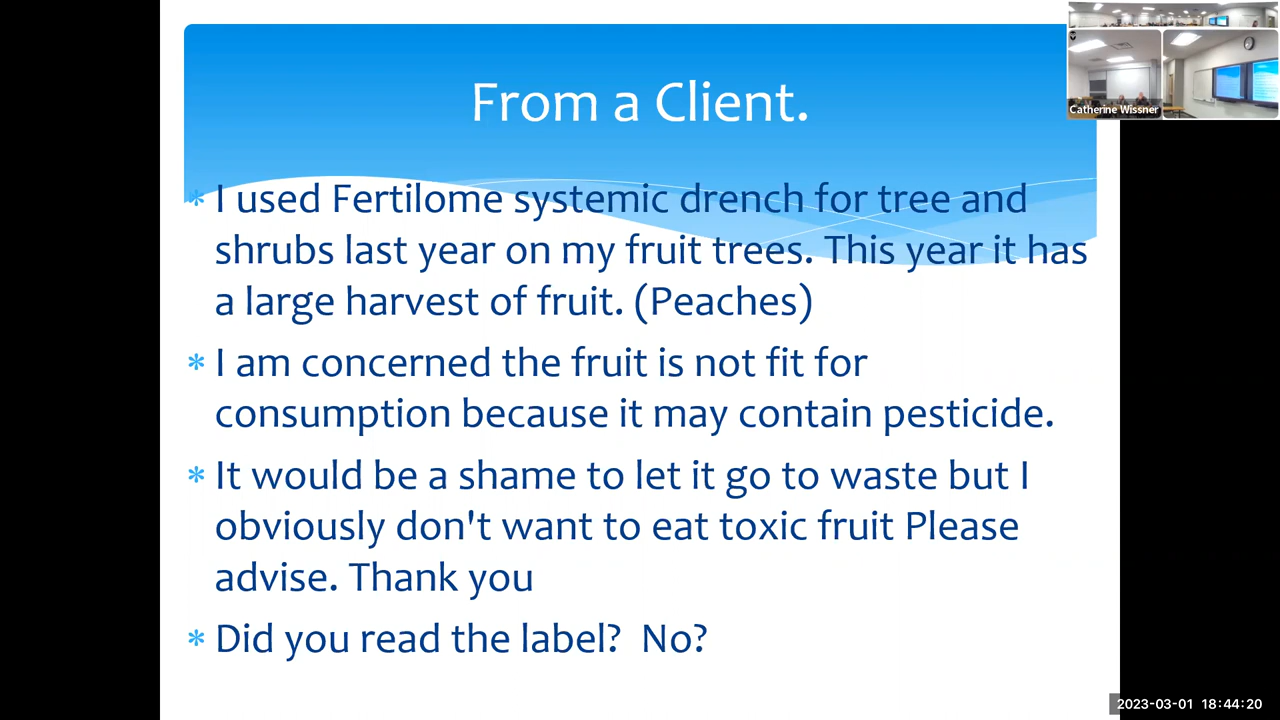 From a Client.
* I used Fertilome systemic drench for tree and
shrubs last year on my fruit trees. This year it has
a large harvest of fruit. (Peaches)
* I am concerned the fruit is not fit for
consumption because it may contain pesticide.
* It would be a shame to let it go to waste but I
obviously don't want to eat toxic fruit Please
advise. Thank you
* Did you read the label?  No?
Catherine Wissner
2023-03-01 18:44:20